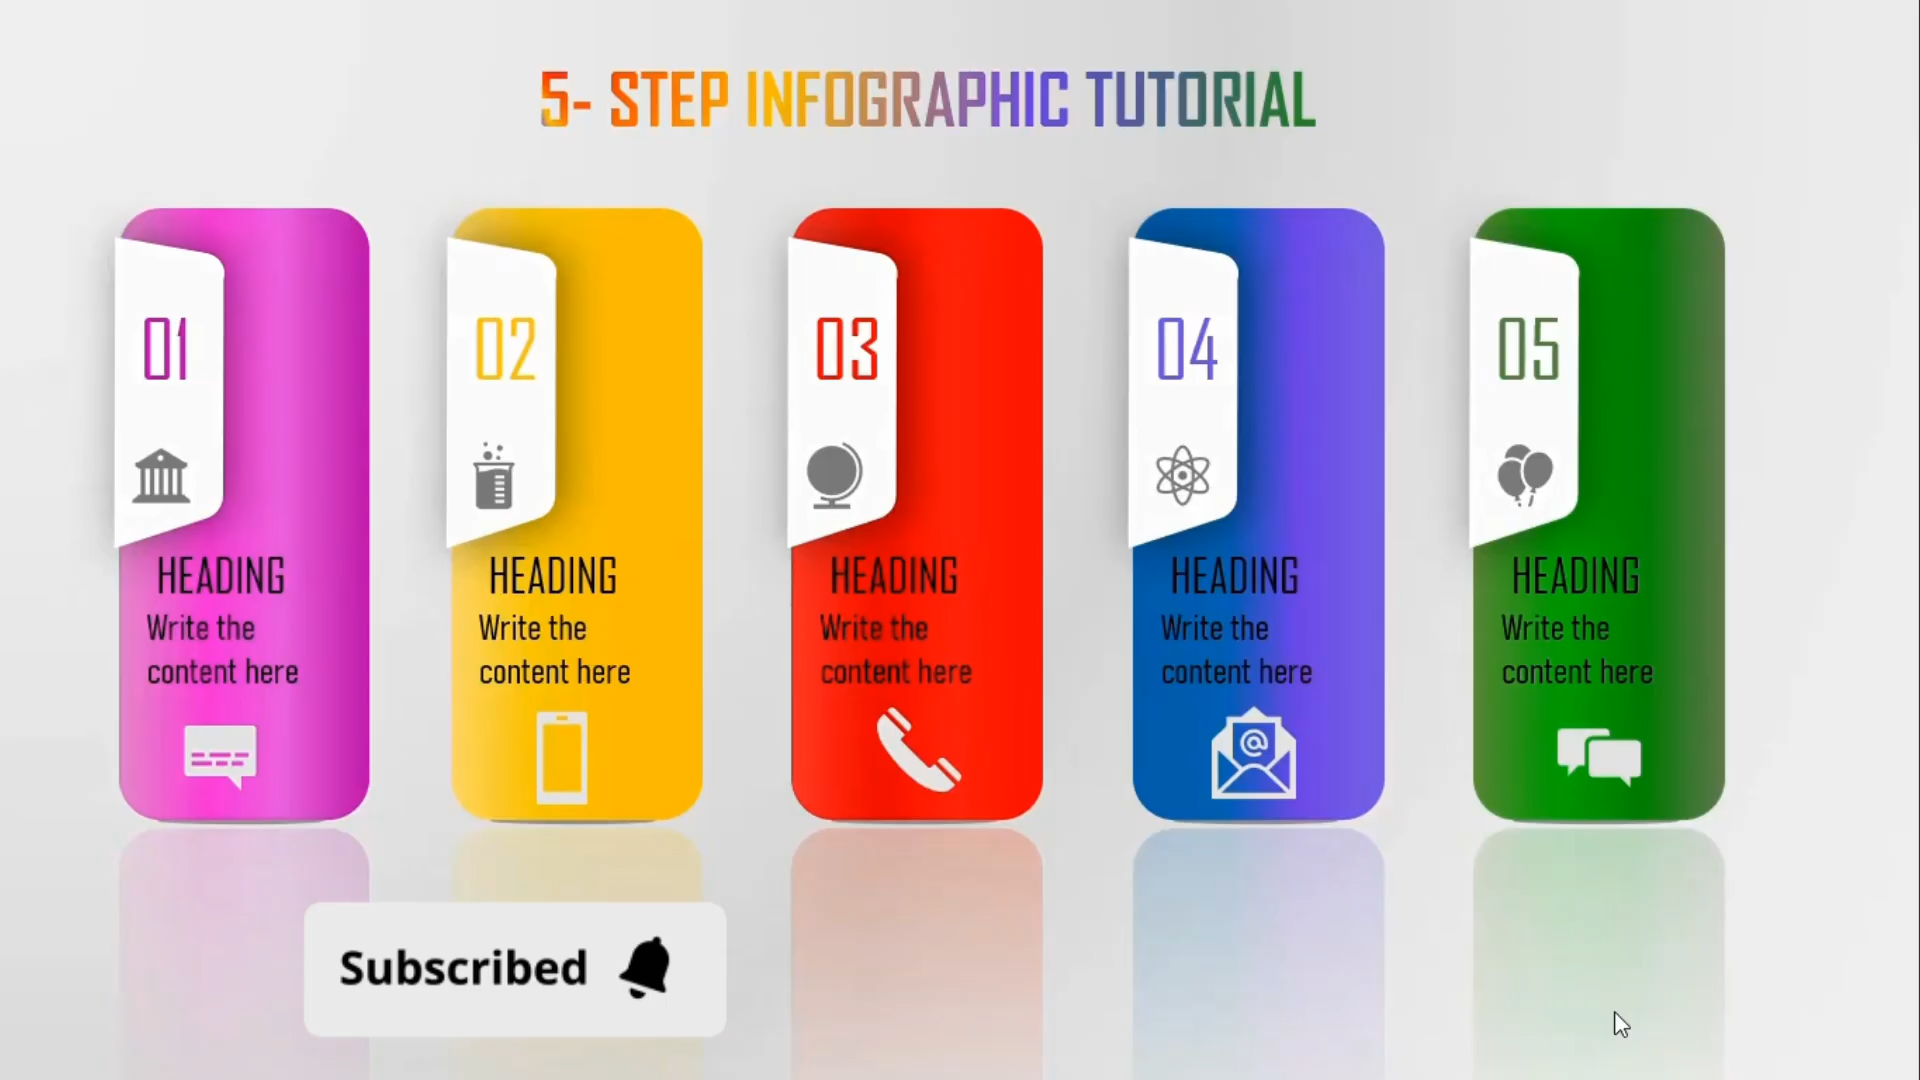 5- STEP INFOGRAPHIC TUTORIAL
01
HEADING
Write the
content here
02
HEADING
Write the
content here
03
HEADING
Write the
content here
04
HEADING
Write the
content here
@
05
HEADING
Write the
content here
Subscribed